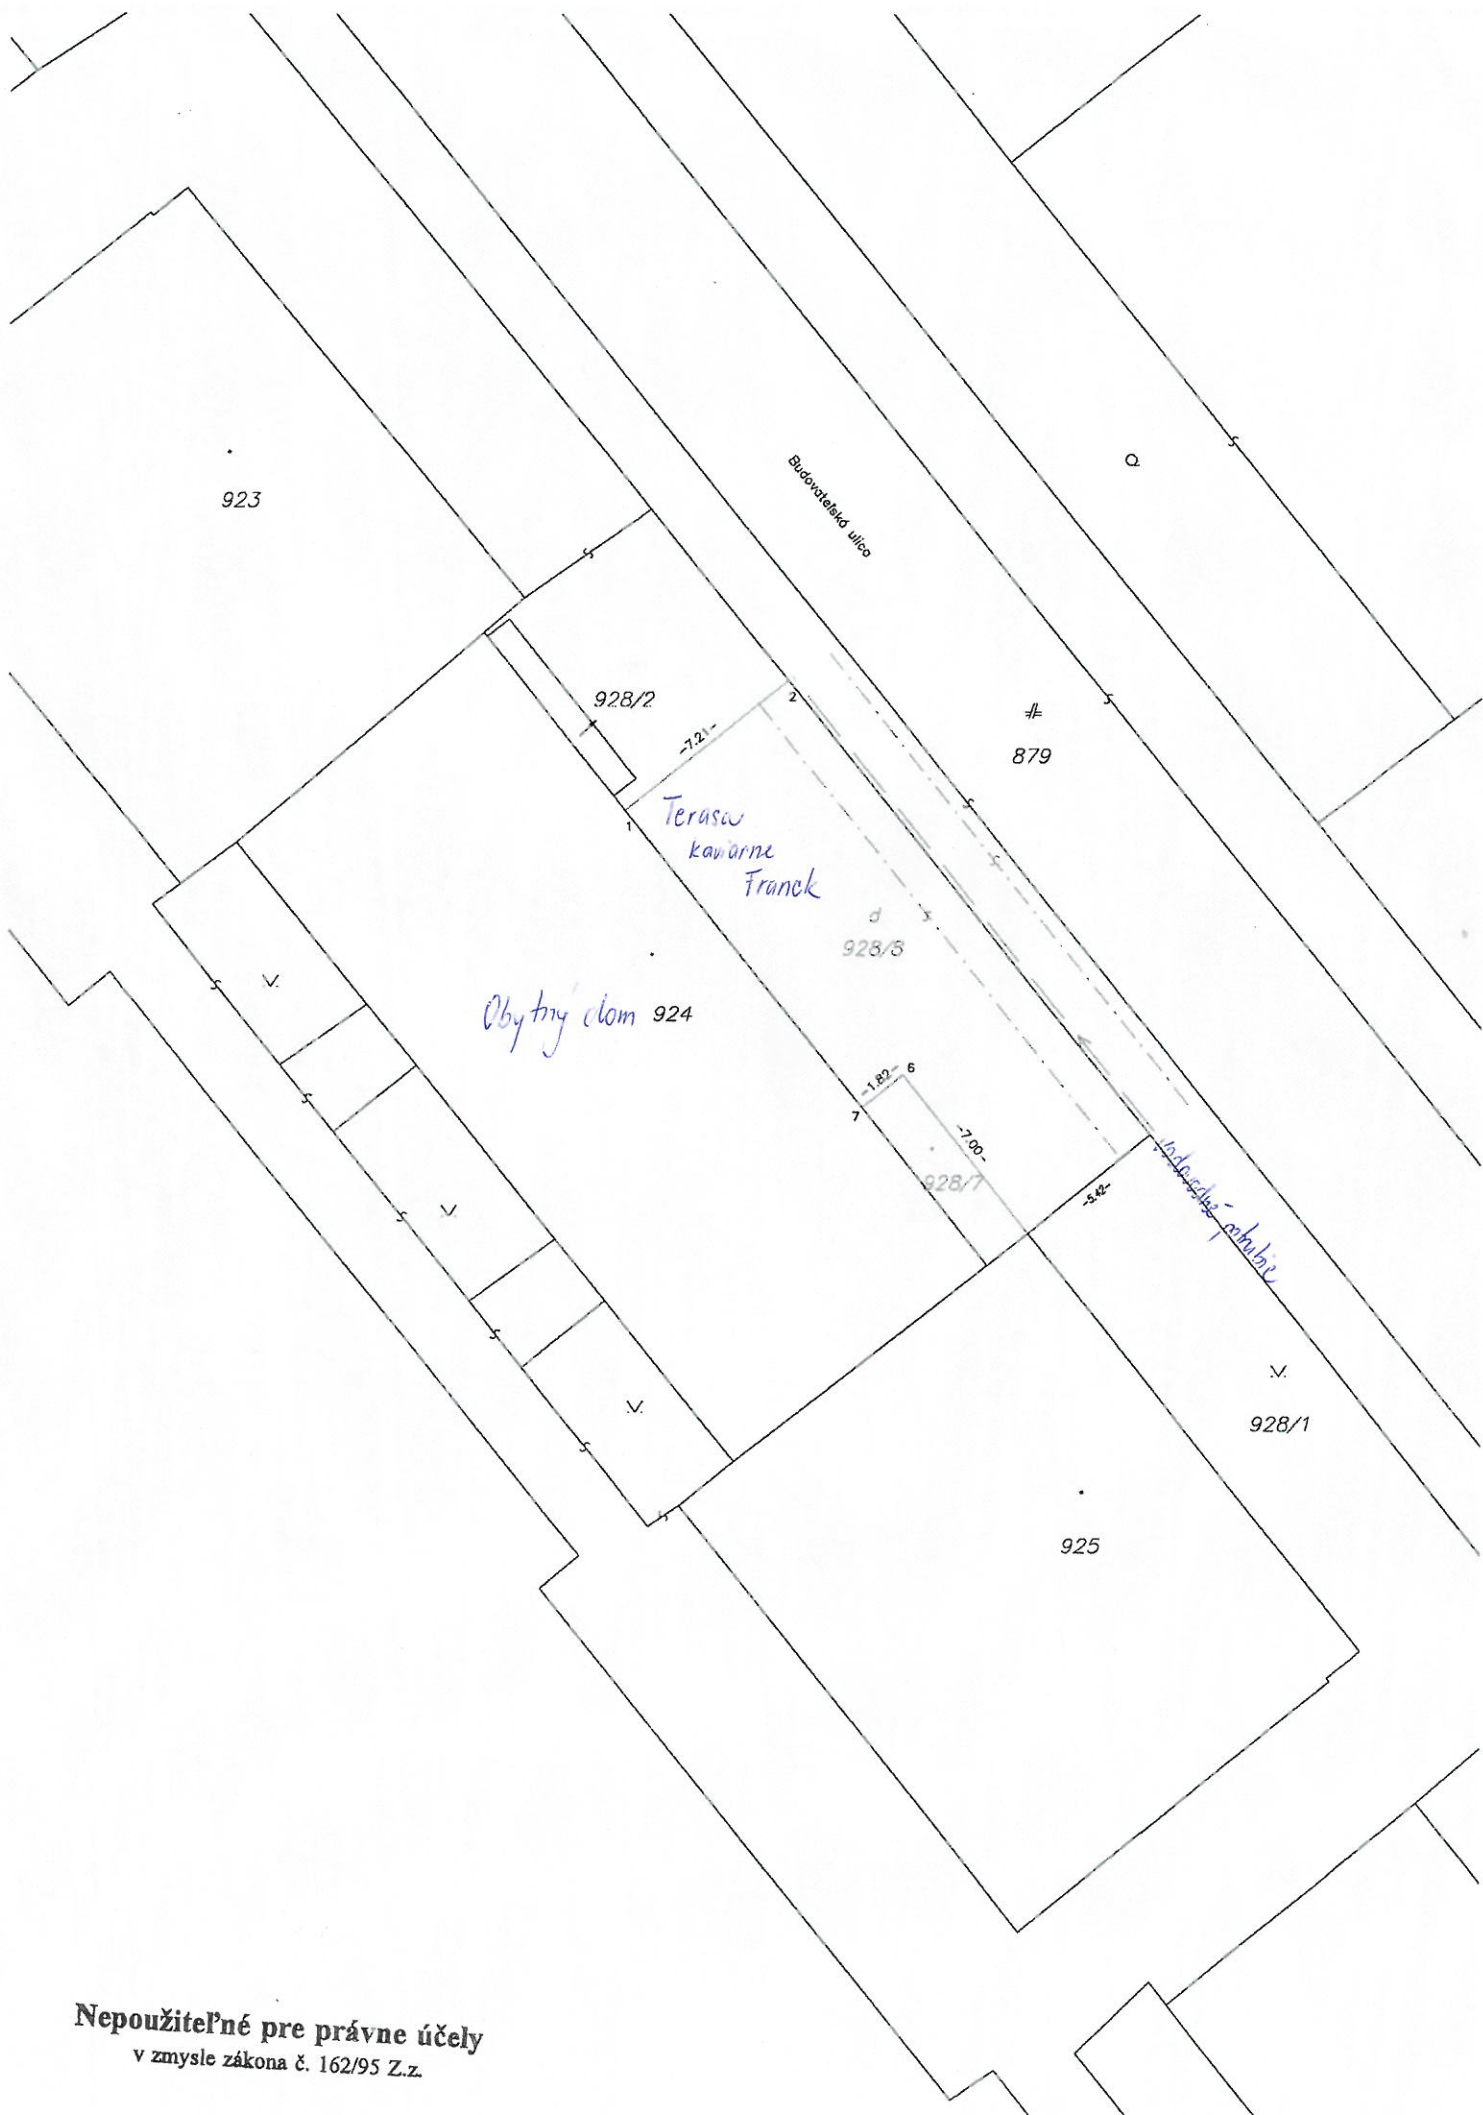 923
Budovateľská ulica
Q
928/2
-7.21-
2
879
1
Terasa
kaviarne
Franck
d
928/8
Obytný dom 924
-1.82- 6
7
-7.00-
928/7
-5.42-
vodovodné potrubie
928/1
925
Nepoužiteľné pre právne účely
v zmysle zákona č. 162/95 Z.z.